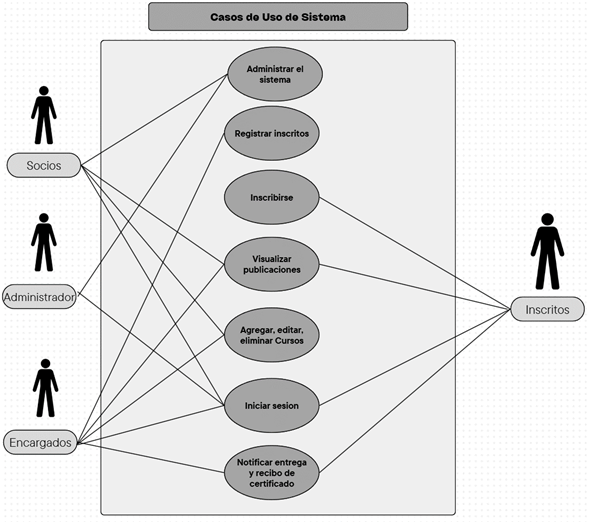 Casos de Uso de Sistema
Administrar el
sistema
Registrar inscritos
Socios
Inscribirse
Visualizar
publicaciones
Administrador
Inscritos
Agregar, editar,
eliminar Cursos
Iniciar sesion
Encargados
Notificar entrega
y recibo de
certificado